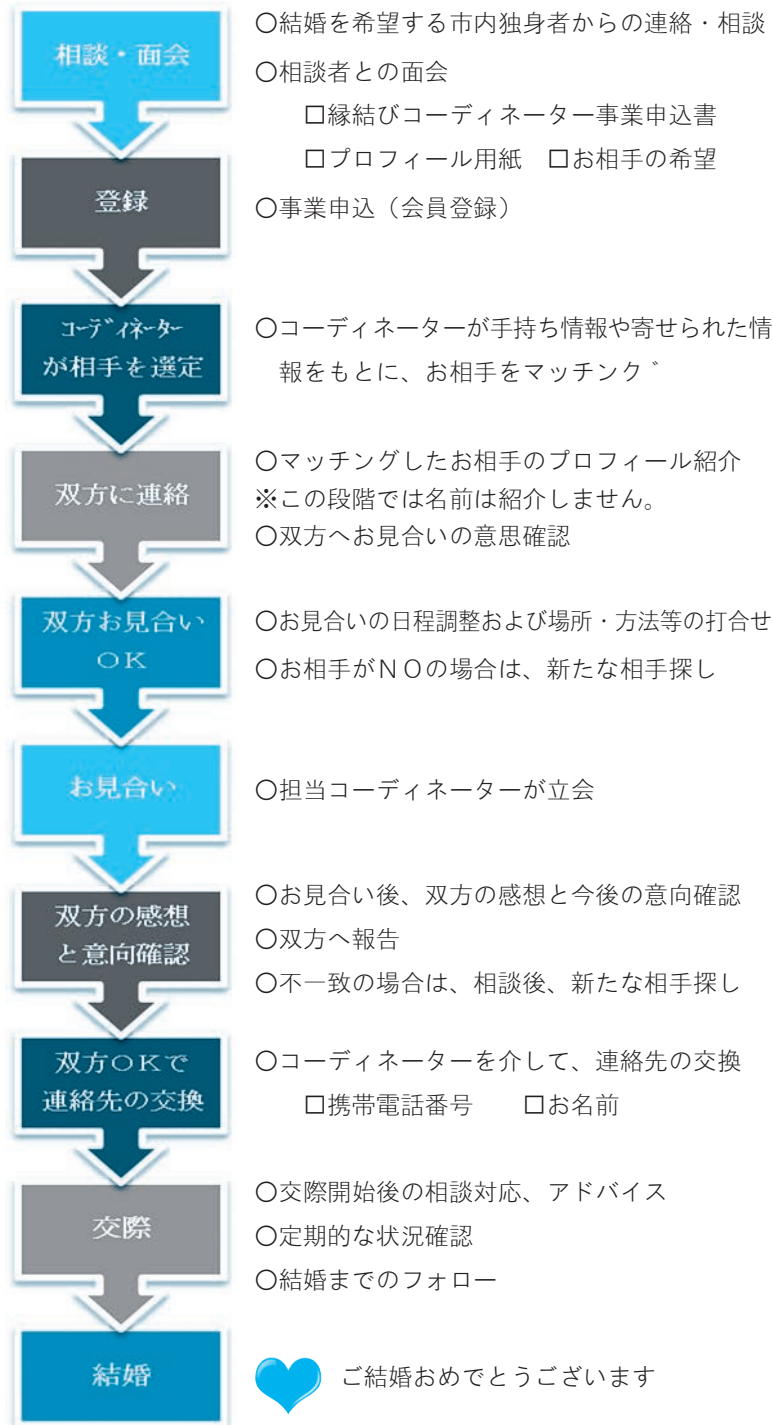 相談・面会
〇結婚を希望する市内独身者からの連絡・相談
〇相談者との面会
□縁結びコーディネーター事業申込書
□プロフィール用紙　□お相手の希望
登録
〇事業申込（会員登録）
ｺｰﾃﾞｨﾈｰﾀｰ
が相手を選定
〇コーディネーターが手持ち情報や寄せられた情
報をもとに、お相手をマッチンク゛
双方に連絡
〇マッチングしたお相手のプロフィール紹介
※この段階では名前は紹介しません。
〇双方へお見合いの意思確認
双方お見合い
ＯＫ
〇お見合いの日程調整および場所・方法等の打合せ
〇お相手がＮＯの場合は、新たな相手探し
お見合い
〇担当コーディネーターが立会
双方の感想
と意向確認
〇お見合い後、双方の感想と今後の意向確認
〇双方へ報告
〇不一致の場合は、相談後、新たな相手探し
双方ＯＫで
連絡先の交換
〇コーディネーターを介して、連絡先の交換
□携帯電話番号　　□お名前
交際
〇交際開始後の相談対応、アドバイス
〇定期的な状況確認
〇結婚までのフォロー
結婚
ご結婚おめでとうございます